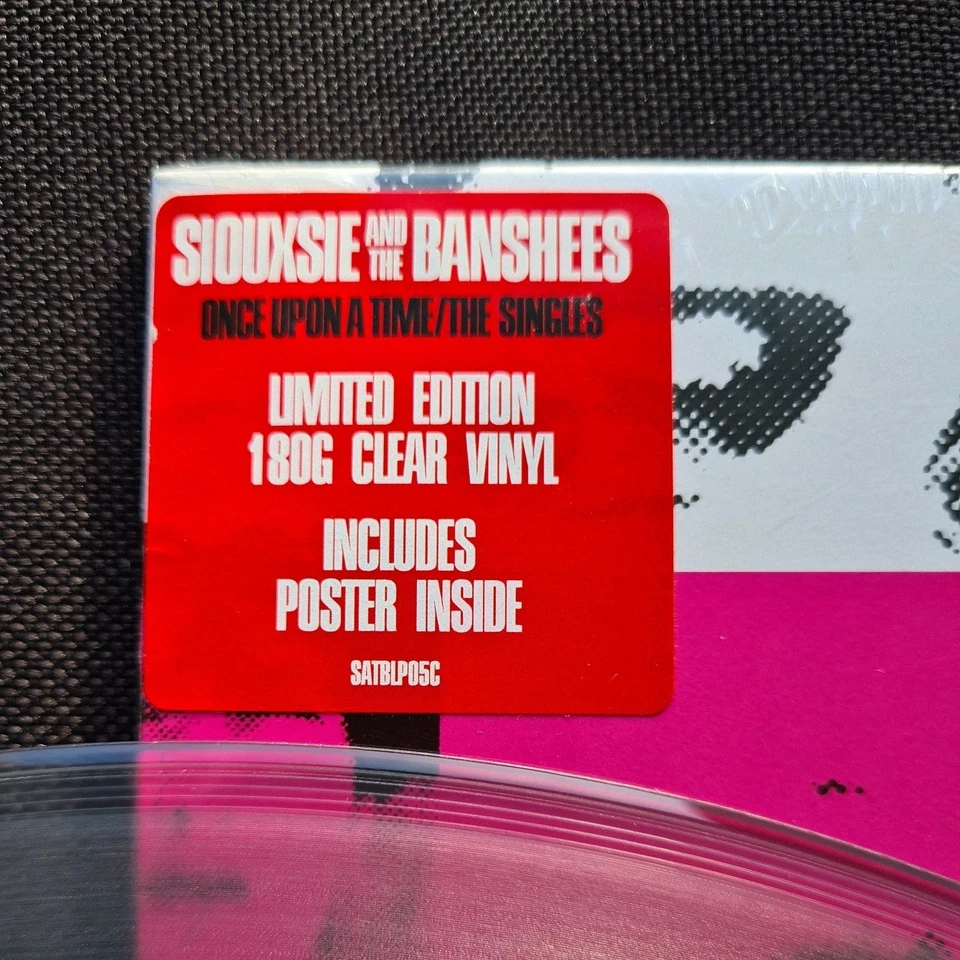 SIOUXSIE AND THE BANSHEES
ONCE UPON A TIME/THE SINGLES
LIMITED EDITION
180G CLEAR VINYL
INCLUDES
POSTER INSIDE
SATBLP05C